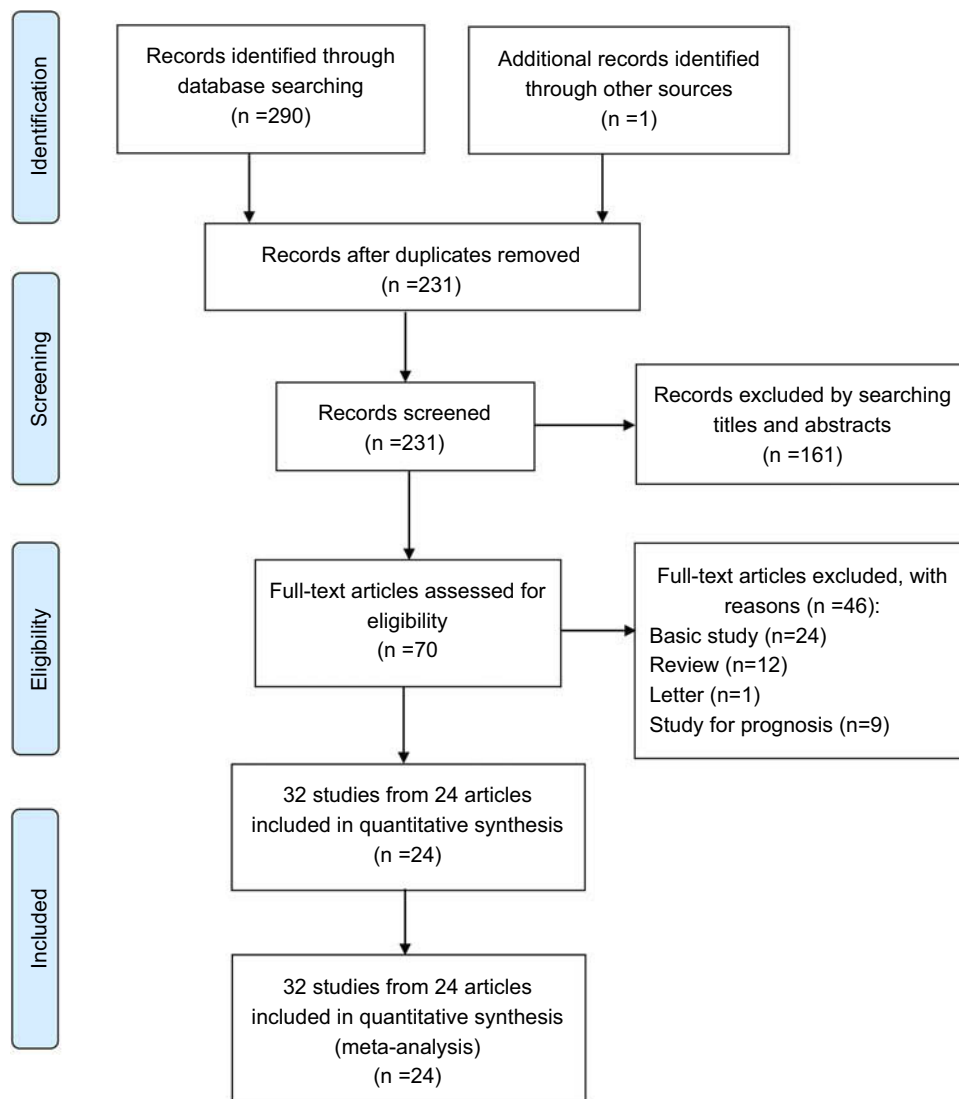 Identification
Records identified through
database searching
(n =290)
Additional records identified
through other sources
(n =1)
Records after duplicates removed
(n =231)
Screening
Records screened
(n =231)
Records excluded by searching
titles and abstracts
(n =161)
Eligibility
Full-text articles assessed for
eligibility
(n =70
Full-text articles excluded, with
reasons (n =46):
Basic study (n=24)
Review (n=12)
Letter (n=1)
Study for prognosis (n=9)
Included
32 studies from 24 articles
included in quantitative synthesis
(n =24)
32 studies from 24 articles
included in quantitative synthesis
(meta-analysis)
(n =24)